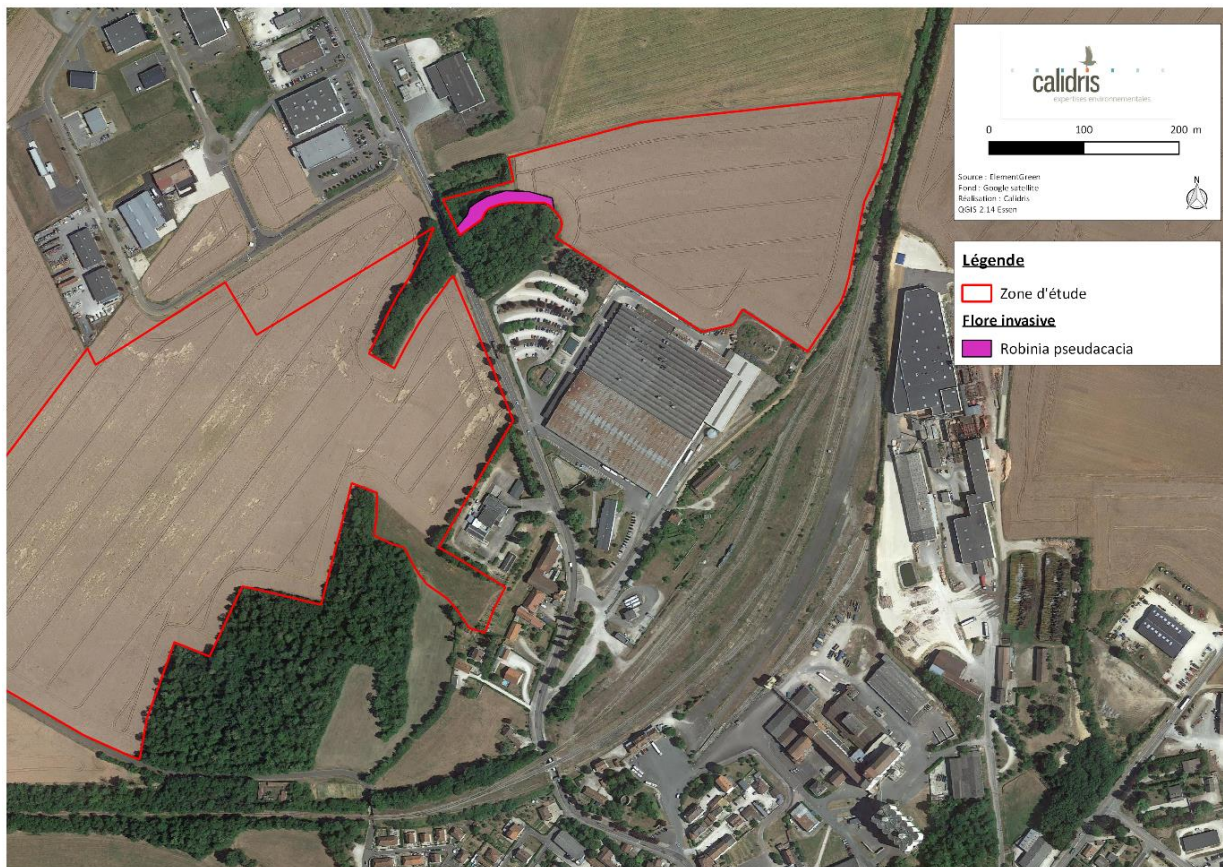 calidris
expertises environnementales
0 100 200 m
Source : ElementGreen
Fond : Google satellite
Réalisation : Calidris
QGIS 2.14 Essen
N
Légende
Zone d'étude
Flore invasive
Robinia pseudacacia